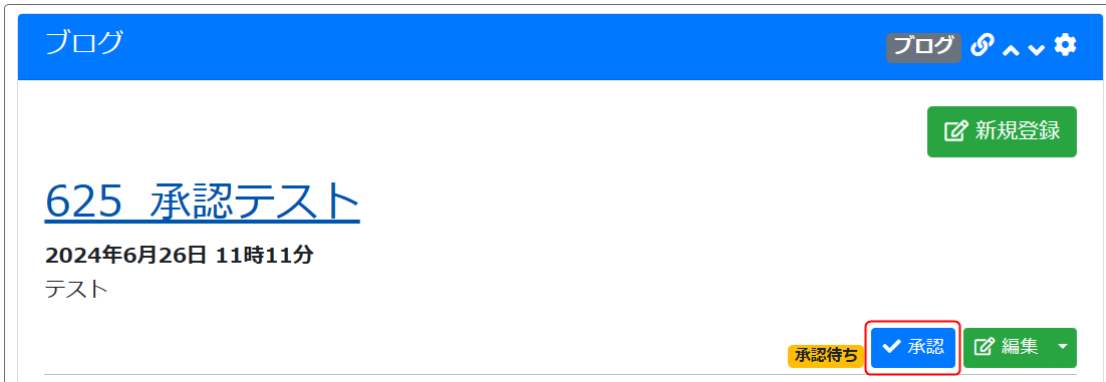 ブログ ブログ
新規登録
625 承認テスト
2024年6月26日 11時11分
テスト
承認待ち 承認 編集